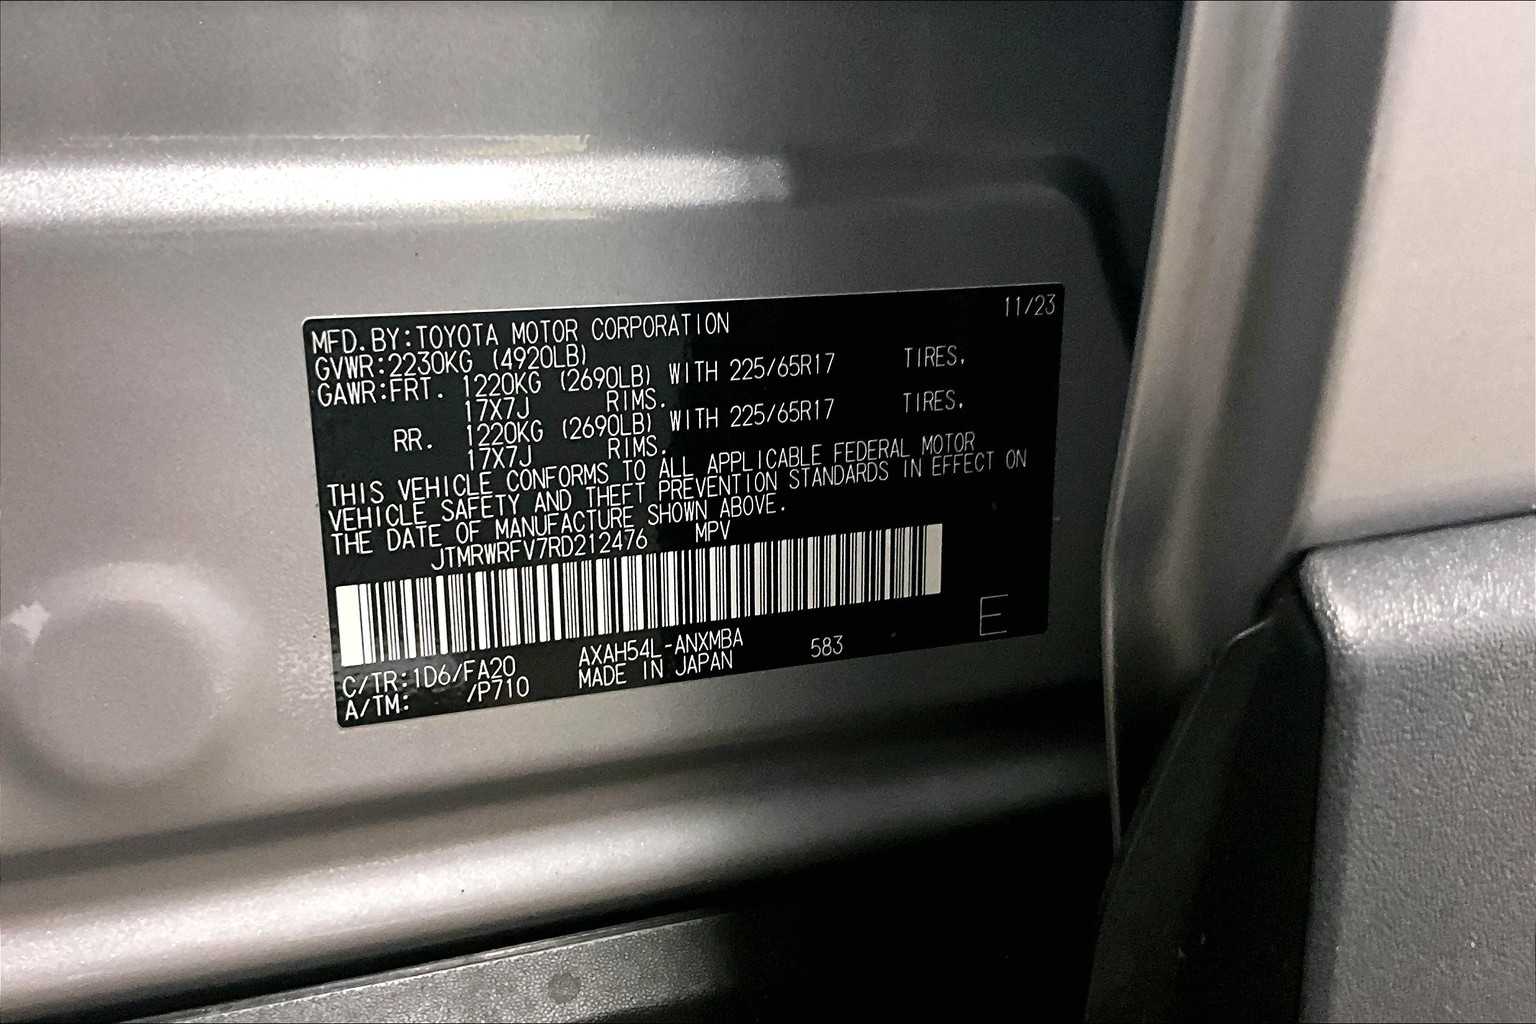 11/23
MFD.BY:TOYOTA MOTOR CORPORATION
GVWR:2230KG (4920LB)
GAWR:FRT. 1220KG (2690LB) WITH 225/65R17 TIRES,
17X7J RIMS.
RR. 1220KG (2690LB) WITH 225/65R17 TIRES,
17X7J RIMS.
THIS VEHICLE CONFORMS TO ALL APPLICABLE FEDERAL MOTOR
VEHICLE SAFETY AND THEFT PREVENTION STANDARDS IN EFFECT ON
THE DATE OF MANUFACTURE SHOWN ABOVE.
JTMRWRFV7RD212476 MPV
E
C/TR:1D6/FA20 AXAH54L-ANXMBA 583
A/TM: /P710 MADE IN JAPAN